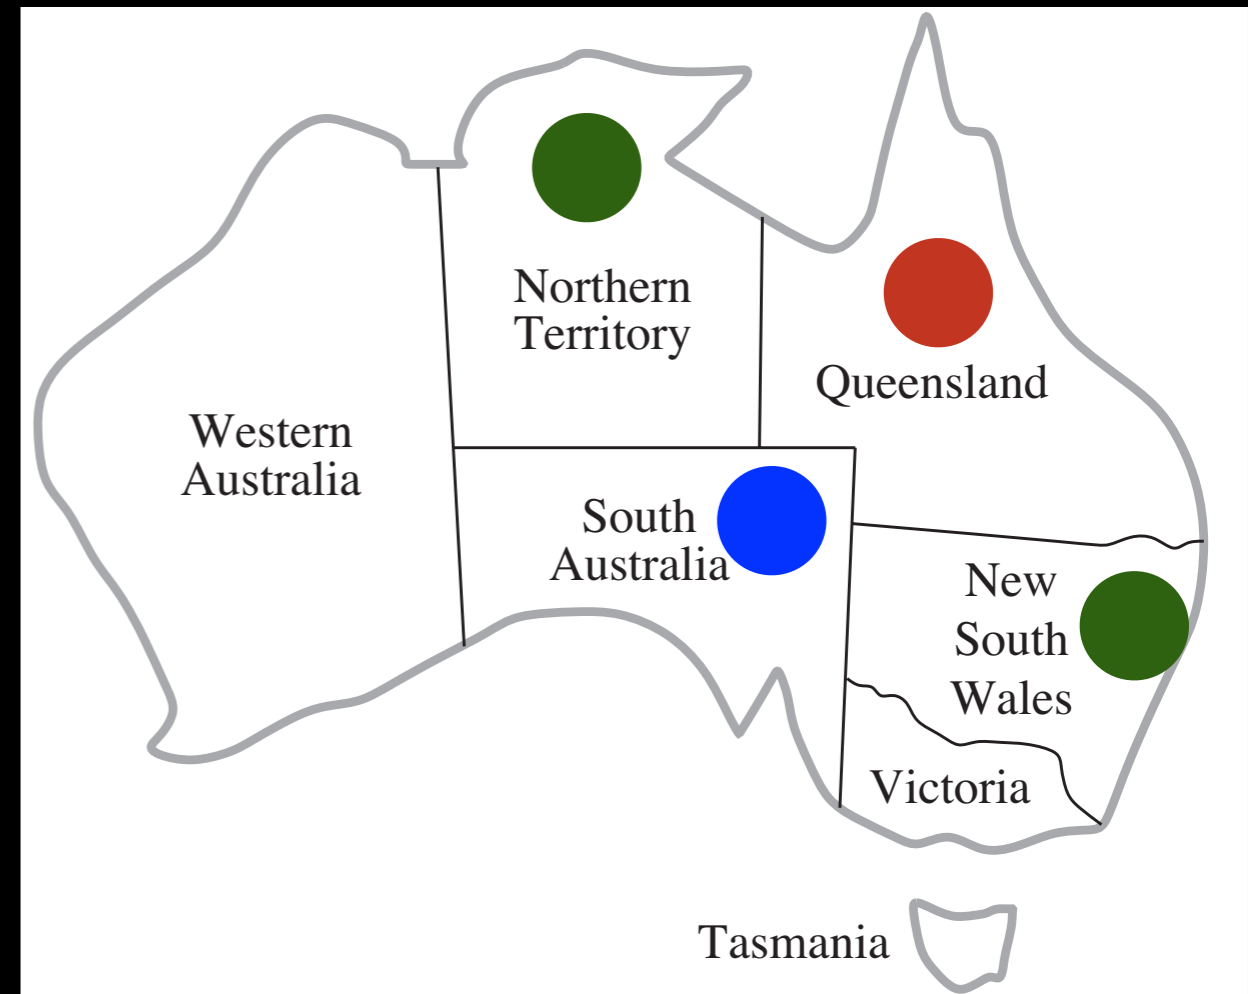 Northern
Territory
Queensland
Western
Australia
South
Australia
New
South
Wales
Victoria
Tasmania